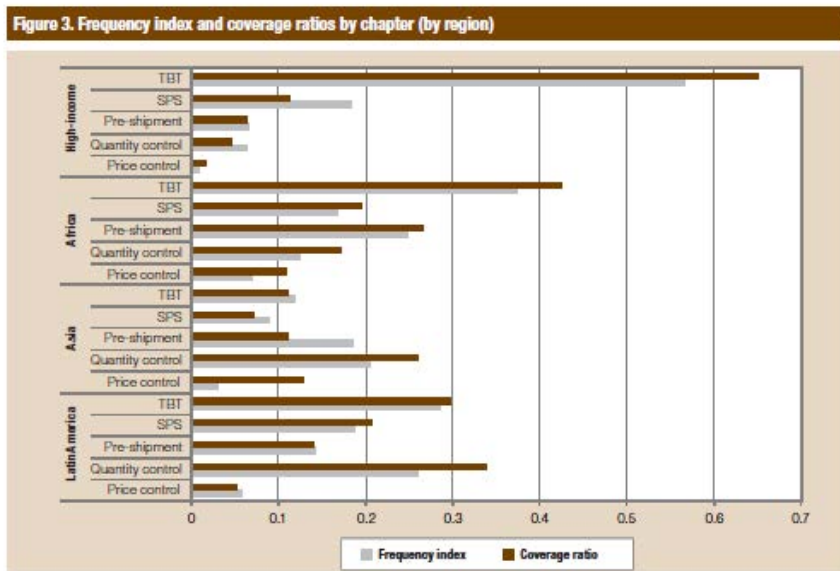 Figure 3. Frequency index and coverage ratios by chapter (by region)
High-income
TBT
SPS
Pre-shipment
Quantity control
Price control
Africa
TBT
SPS
Pre-shipment
Quantity control
Price control
Asia
TBT
SPS
Pre-shipment
Quantity control
Price control
LatinAmerica
TBT
SPS
Pre-shipment
Quantity control
Price control
0 0.1 0.2 0.3 0.4 0.5 0.6 0.7
Frequency index Coverage ratio